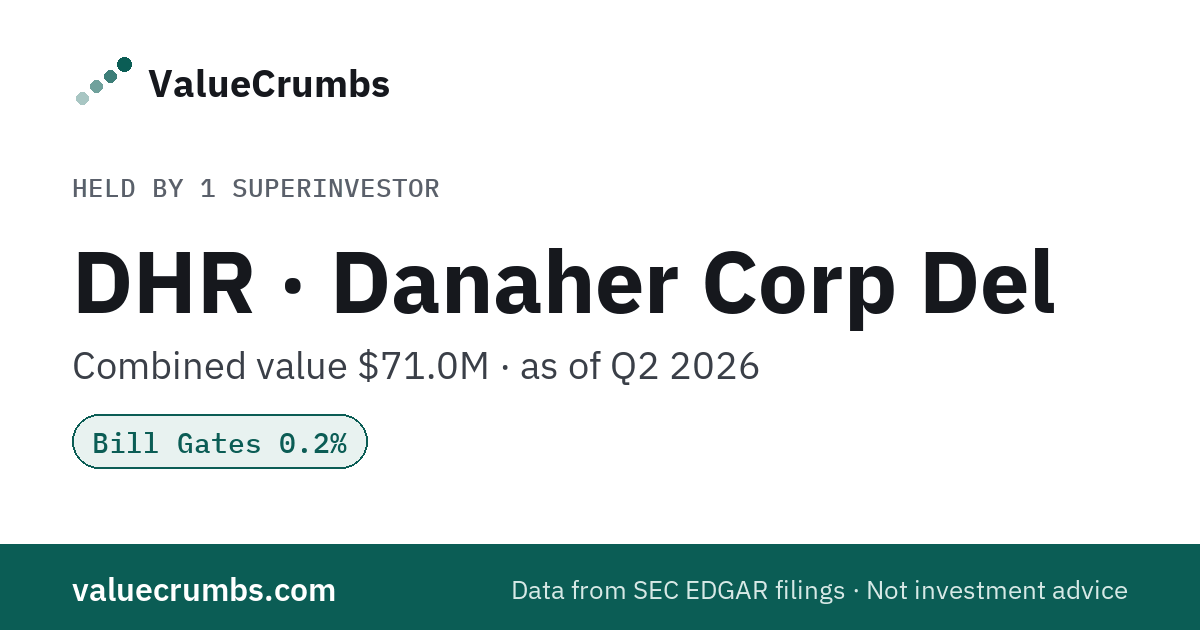 ValueCrumbs
HELD BY 1 SUPERINVESTOR
DHR · Danaher Corp Del
Combined value $71.0M · as of Q2 2026
Bill Gates 0.2%
valuecrumbs.com
Data from SEC EDGAR filings · Not investment advice